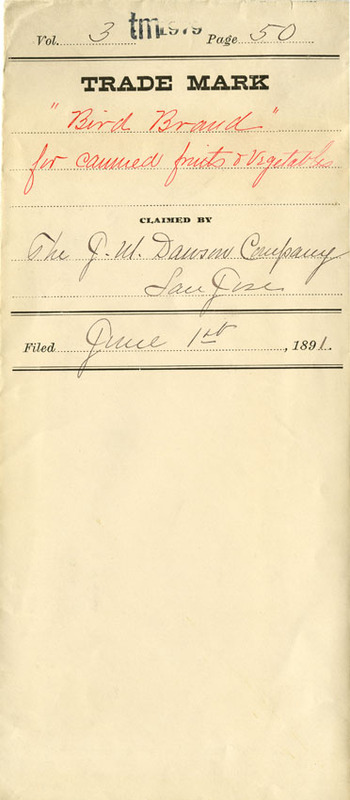 Vol. 3 tm1979 Page 50
TRADE MARK
"Bird Brand"
for canned fruits & Vegetables
CLAIMED BY
The J. M. Dawson Company
San Jose
Filed June 1st, 1891.